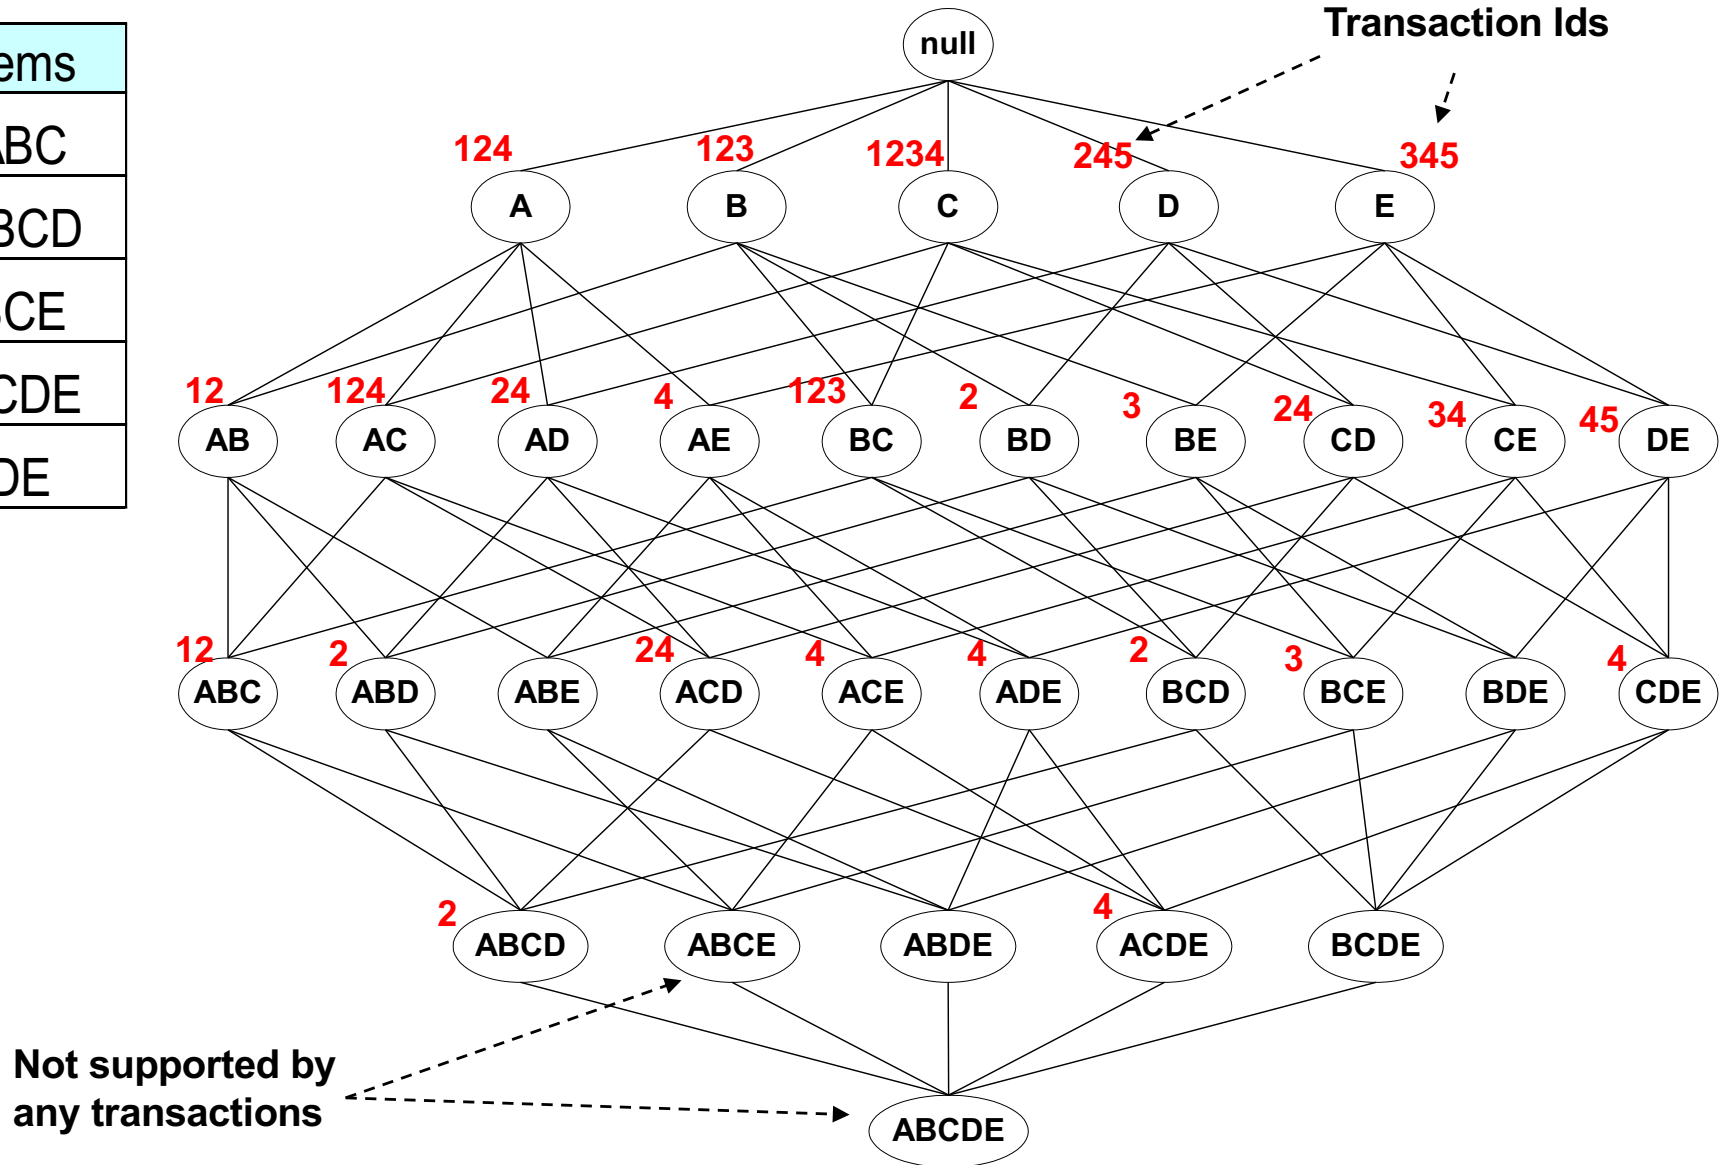 Transaction Ids
null
ems
ABC
BCD
BCE
CDE
DE
124 123 1234 245 345
A B C D E
12 124 24 4 123 2 3 24 34 45
AB AC AD AE BC BD BE CD CE DE
12 2 24 4 4 2 3 4
ABC ABD ABE ACD ACE ADE BCD BCE BDE CDE
2 4
ABCD ABCE ABDE ACDE BCDE
Not supported by
any transactions
ABCDE